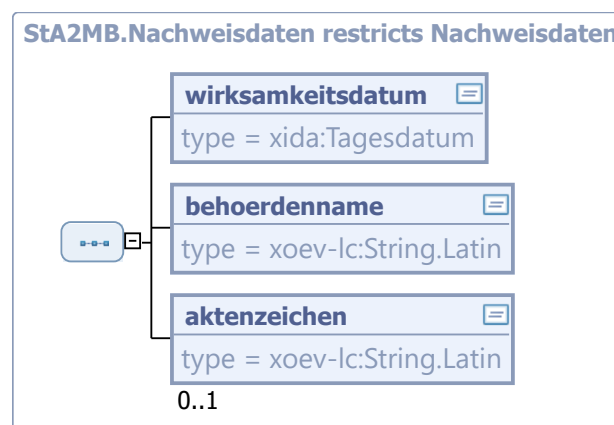 StA2MB.Nachweisdaten restricts Nachweisdaten
wirksamkeitsdatum
type = xida:Tagesdatum
behoerdenname
type = xoev-lc:String.Latin
aktenzeichen
type = xoev-lc:String.Latin
0..1